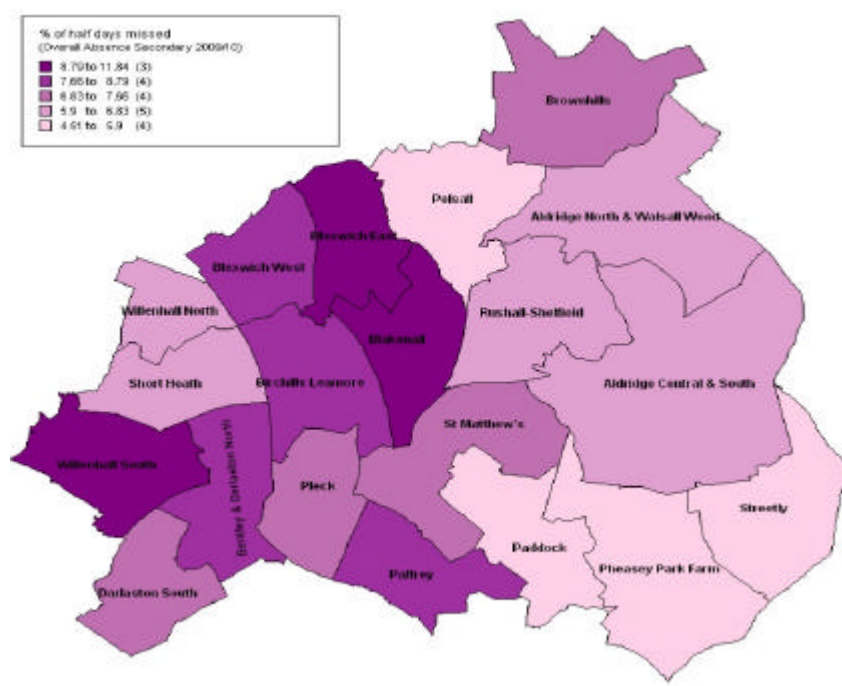 % of half days missed
(Overall Absence Secondary 2009/10)
8.79 to 11.84 (3)
7.66 to 8.79 (4)
6.83 to 7.66 (4)
5.9 to 6.83 (5)
4.51 to 5.9 (4)
Brownhills
Pelsall
Aldridge North & Walsall Wood
Bloxwich East
Bloxwich West
Willenhall North
Rushall-Shelfield
Blakenall
Short Heath
Birchills Leamore
Aldridge Central & South
St Matthew's
Willenhall South
Bentley & Darlaston North
Pleck
Streetly
Paddock
Pheasey Park Farm
Palfrey
Darlaston South